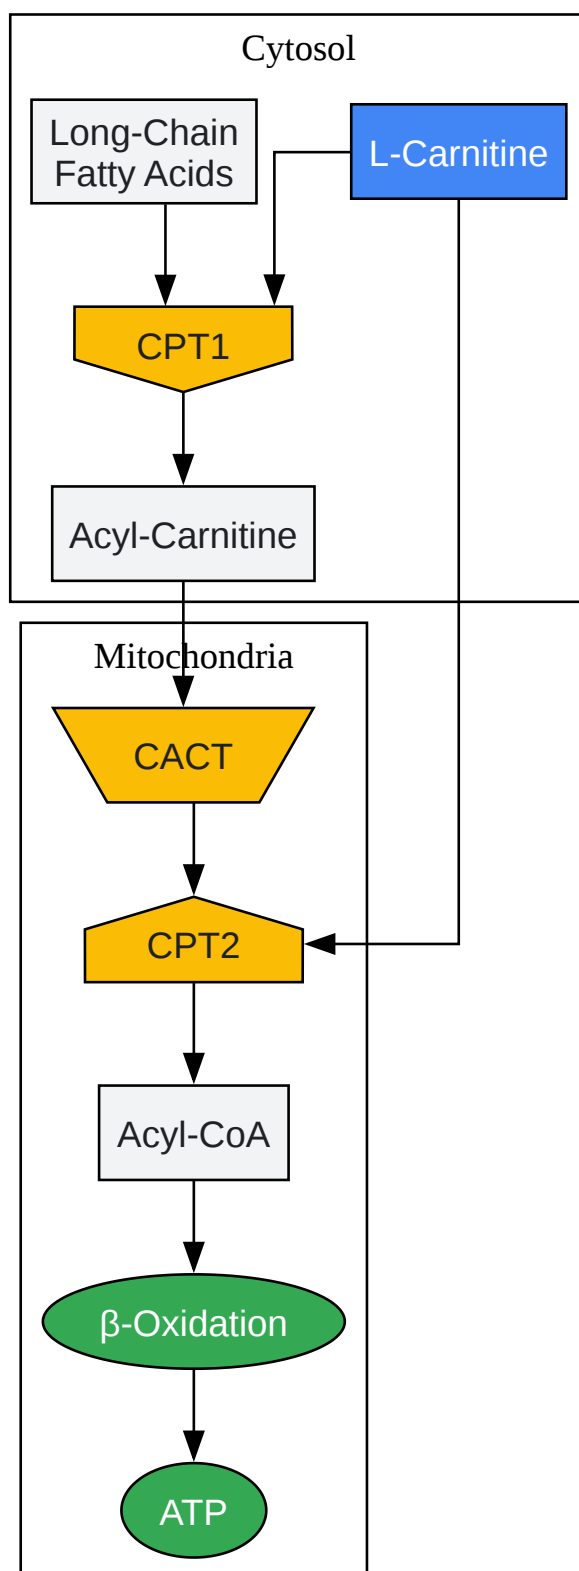 Cytosol
Long-Chain
Fatty Acids
L-Carnitine
CPT1
Acyl-Carnitine
Mitochondria
CACT
CPT2
Acyl-CoA
β-Oxidation
ATP